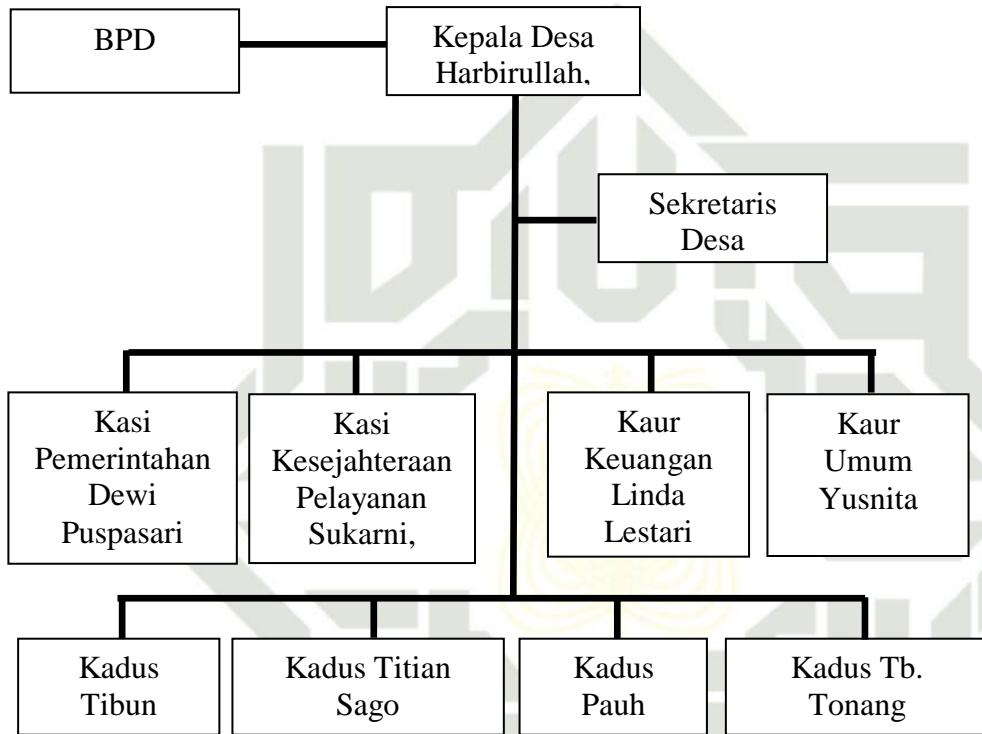 BPD
Kepala Desa
Harbirullah,
Sekretaris
Desa
Kasi
Pemerintahan
Dewi
Puspasari
Kasi
Kesejahteraan
Pelayanan
Sukarni,
Kaur
Keuangan
Linda
Lestari
Kaur
Umum
Yusnita
Kadus
Tibun
Kadus Titian
Sago
Kadus
Pauh
Kadus Tb.
Tonang